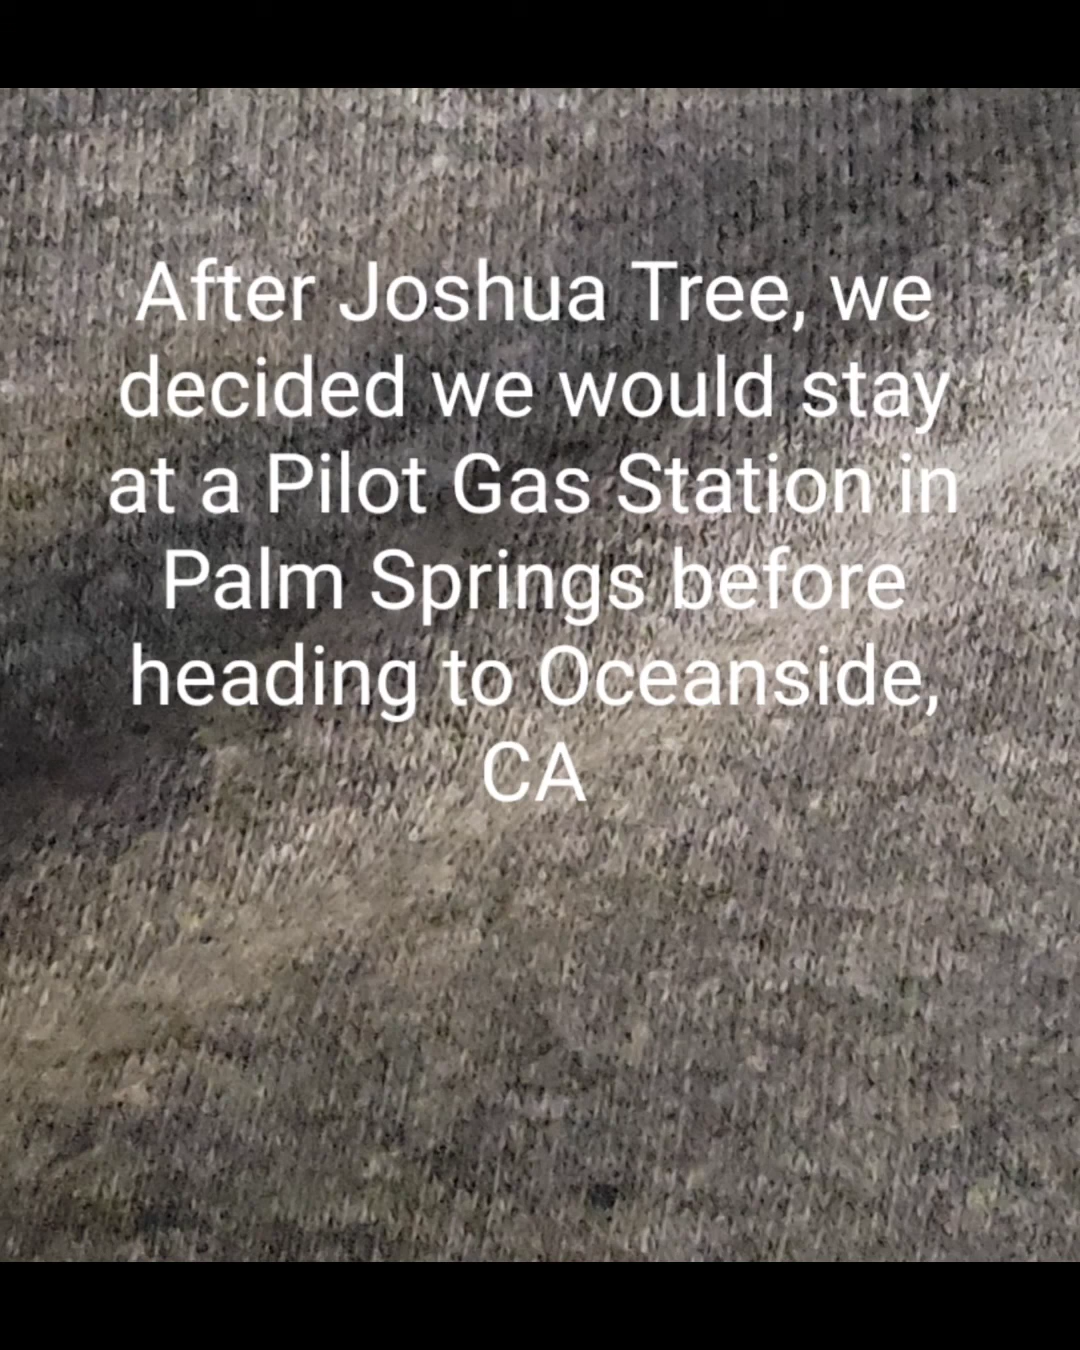 After Joshua Tree, we
decided we would stay
at a Pilot Gas Station in
Palm Springs before
heading to Oceanside,
CA